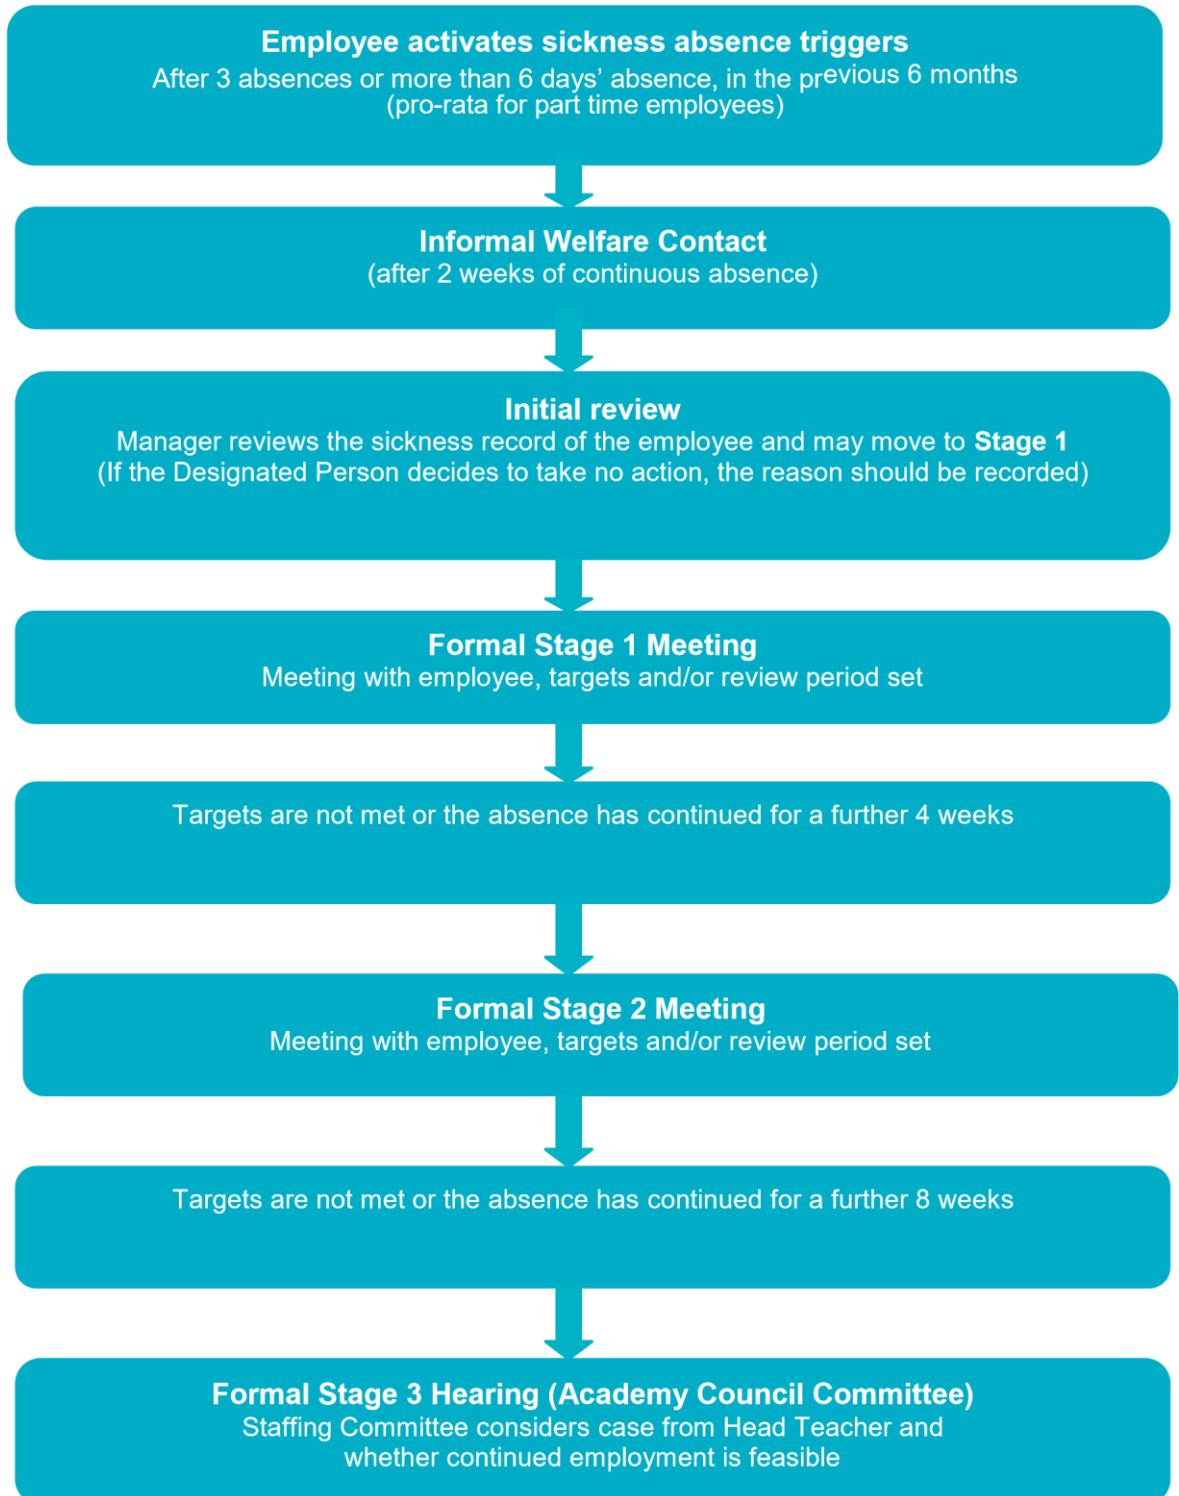 Employee activates sickness absence triggers
After 3 absences or more than 6 days’ absence, in the previous 6 months
(pro-rata for part time employees)
Informal Welfare Contact
(after 2 weeks of continuous absence)
Initial review
Manager reviews the sickness record of the employee and may move to Stage 1
(If the Designated Person decides to take no action, the reason should be recorded)
Formal Stage 1 Meeting
Meeting with employee, targets and/or review period set
Targets are not met or the absence has continued for a further 4 weeks
Formal Stage 2 Meeting
Meeting with employee, targets and/or review period set
Targets are not met or the absence has continued for a further 8 weeks
Formal Stage 3 Hearing (Academy Council Committee)
Staffing Committee considers case from Head Teacher and
whether continued employment is feasible